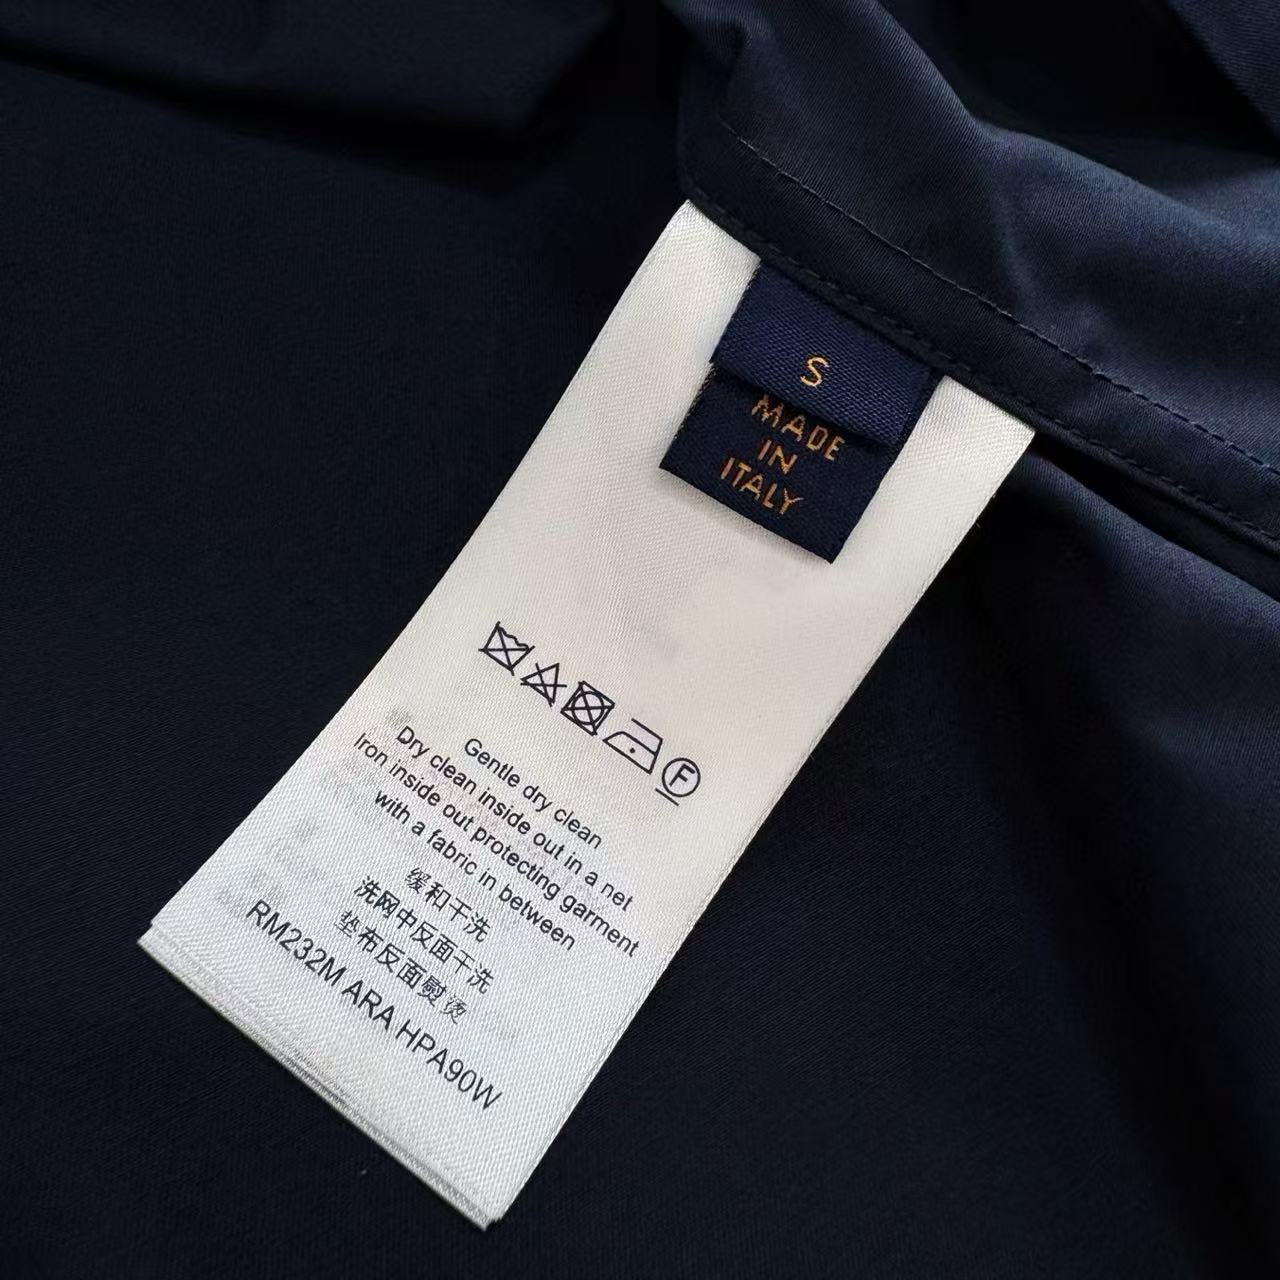 S
MADE
IN
ITALY
F
Gentle dry clean
Dry clean inside out in a net
Iron inside out protecting garment
with a fabric in between
缓和干洗
洗网中反面干洗
垫布反面熨烫
RM232M ARA HPA90W